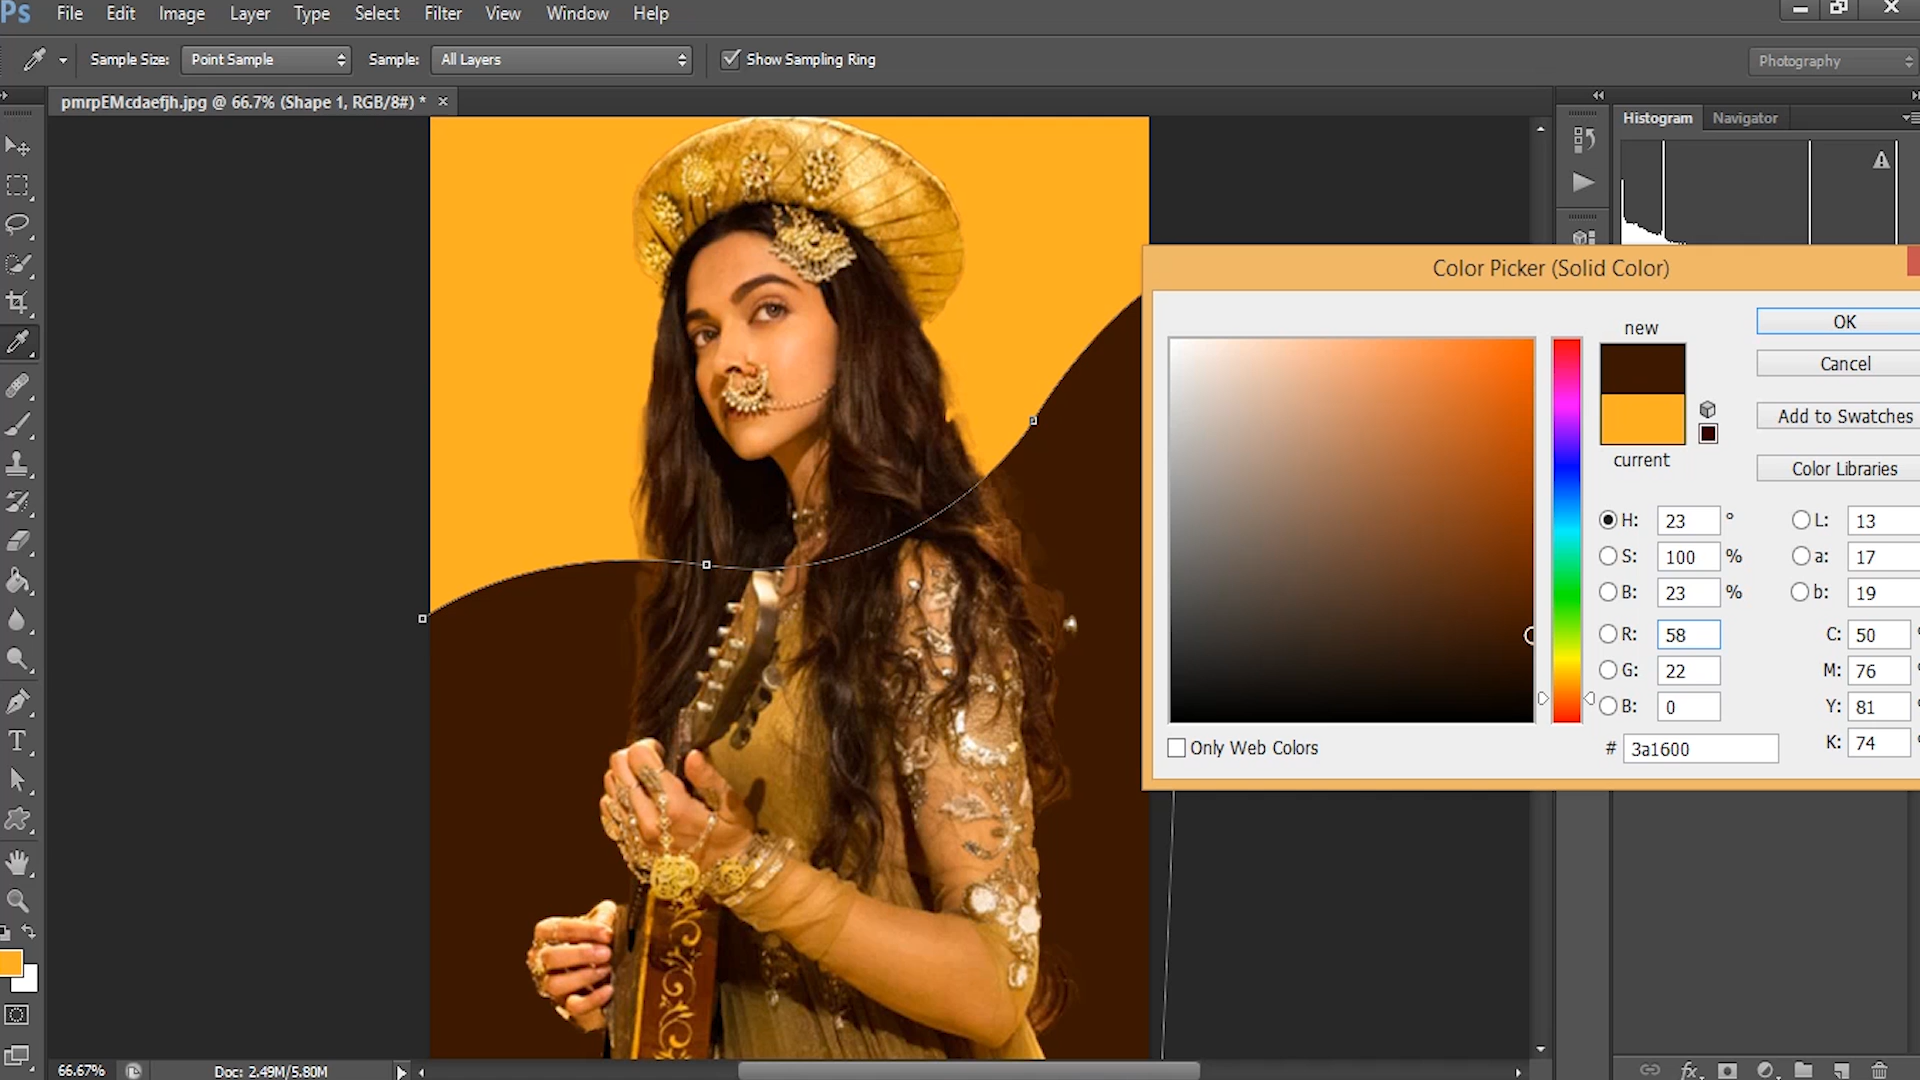 Ps File Edit Image Layer Type Select Filter View Window Help
Sample Size: Point Sample Sample: All Layers Show Sampling Ring Photography
pmrpEMcdaefjh.jpg @ 66.7% (Shape 1, RGB/8#) * ×
Histogram Navigator
Color Picker (Solid Color)
new
OK
Cancel
Add to Swatches
current
Color Libraries
H: 23 ° L: 13
S: 100 % a: 17
B: 23 % b: 19
R: 58 C: 50 %
G: 22 M: 76 %
B: 0 Y: 81 %
Only Web Colors # 3a1600 K: 74 %
T
66.67% Doc: 2.49M/5.80M
fx